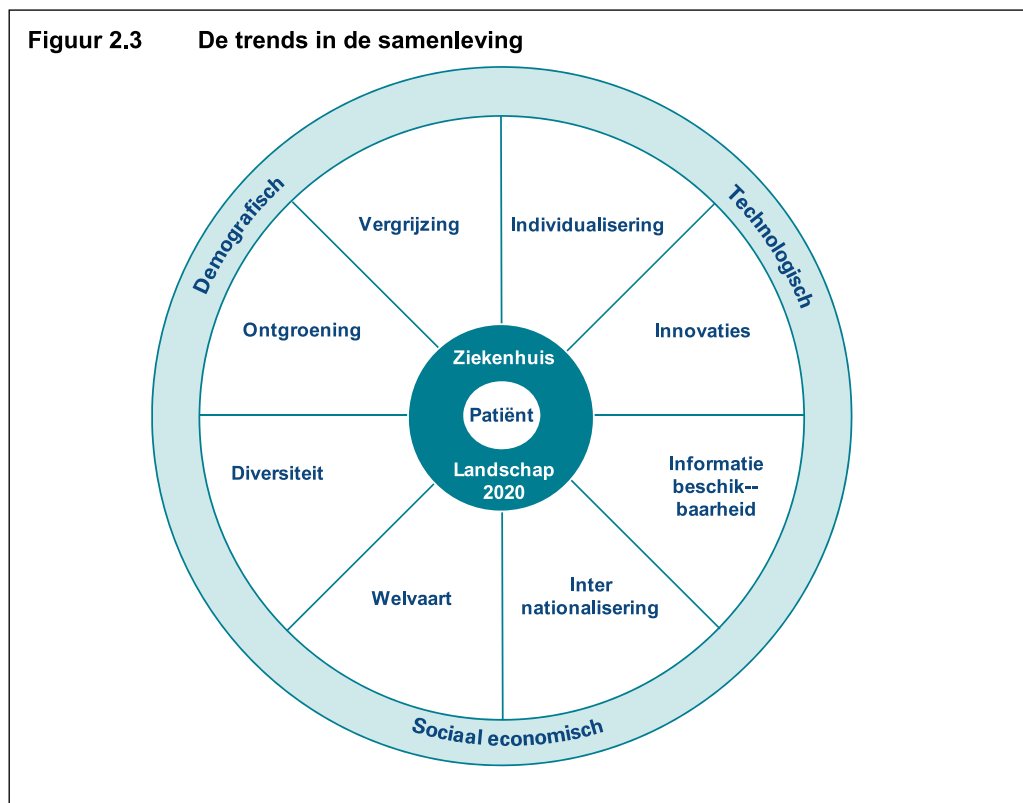 Figuur 2.3 De trends in de samenleving
Demografisch
Technologisch
Vergrijzing
Individualisering
Ontgroening
Innovaties
Ziekenhuis
Patiënt
Landschap
2020
Diversiteit
Informatie
beschik--
baarheid
Welvaart
Inter
nationalisering
Sociaal economisch